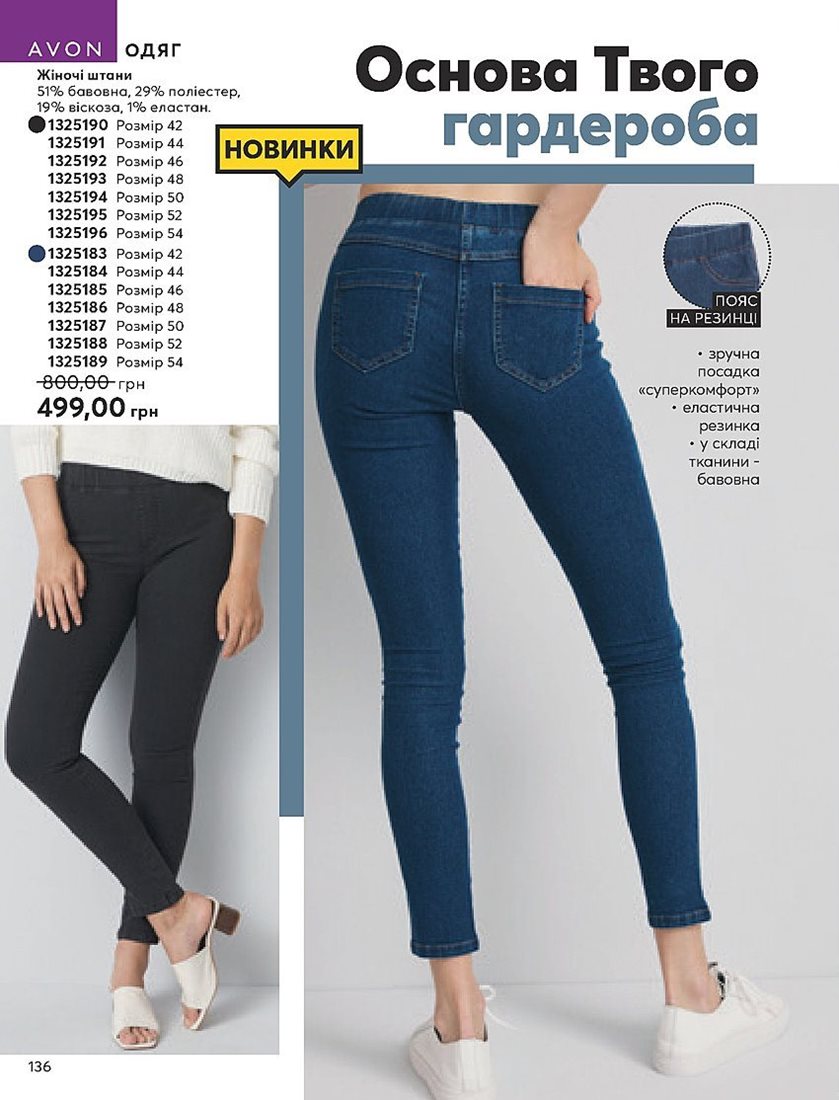 AVON ОДЯГ
Жіночі штани
51% бавовна, 29% поліестер,
19% віскоза, 1% еластан.
1325190 Розмір 42
1325191 Розмір 44
1325192 Розмір 46
1325193 Розмір 48
1325194 Розмір 50
1325195 Розмір 52
1325196 Розмір 54
1325183 Розмір 42
1325184 Розмір 44
1325185 Розмір 46
1325186 Розмір 48
1325187 Розмір 50
1325188 Розмір 52
1325189 Розмір 54
800,00 грн
499,00 грн
НОВИНКИ
Основа Твого
гардероба
ПОЯС
НА РЕЗИНЦІ
• зручна
посадка
«суперкомфорт»
• еластична
резинка
• у складі
тканини -
бавовна
136